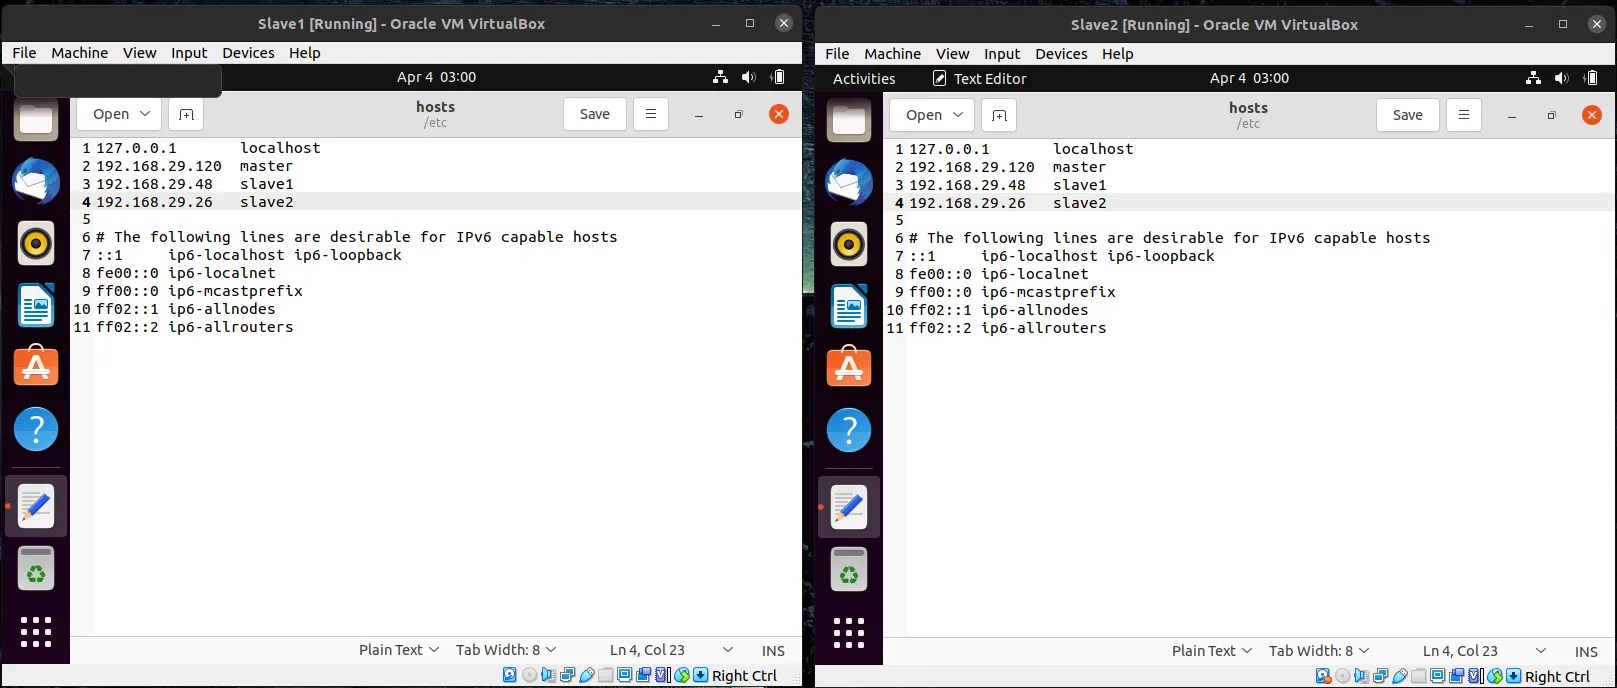 Slave1 [Running] - Oracle VM VirtualBox
File Machine View Input Devices Help
Apr 4 03:00
Open
hosts
/etc
Save
1 127.0.0.1 localhost
2 192.168.29.120 master
3 192.168.29.48 slave1
4 192.168.29.26 slave2
5
6 # The following lines are desirable for IPv6 capable hosts
7 ::1 ip6-localhost ip6-loopback
8 fe00::0 ip6-localnet
9 ff00::0 ip6-mcastprefix
10 ff02::1 ip6-allnodes
11 ff02::2 ip6-allrouters
Plain Text Tab Width: 8 Ln 4, Col 23 INS
Right Ctrl
Slave2 [Running] - Oracle VM VirtualBox
File Machine View Input Devices Help
Activities Text Editor Apr 4 03:00
Open
hosts
/etc
Save
1 127.0.0.1 localhost
2 192.168.29.120 master
3 192.168.29.48 slave1
4 192.168.29.26 slave2
5
6 # The following lines are desirable for IPv6 capable hosts
7 ::1 ip6-localhost ip6-loopback
8 fe00::0 ip6-localnet
9 ff00::0 ip6-mcastprefix
10 ff02::1 ip6-allnodes
11 ff02::2 ip6-allrouters
Plain Text Tab Width: 8 Ln 4, Col 23 INS
Right Ctrl